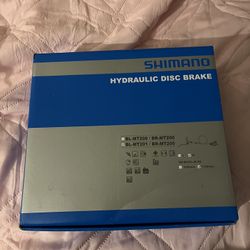 SHIMANO
HYDRAULIC DISC BRAKE
BL-MT200 / BR-MT200
BL-MT201 / BR-MT200